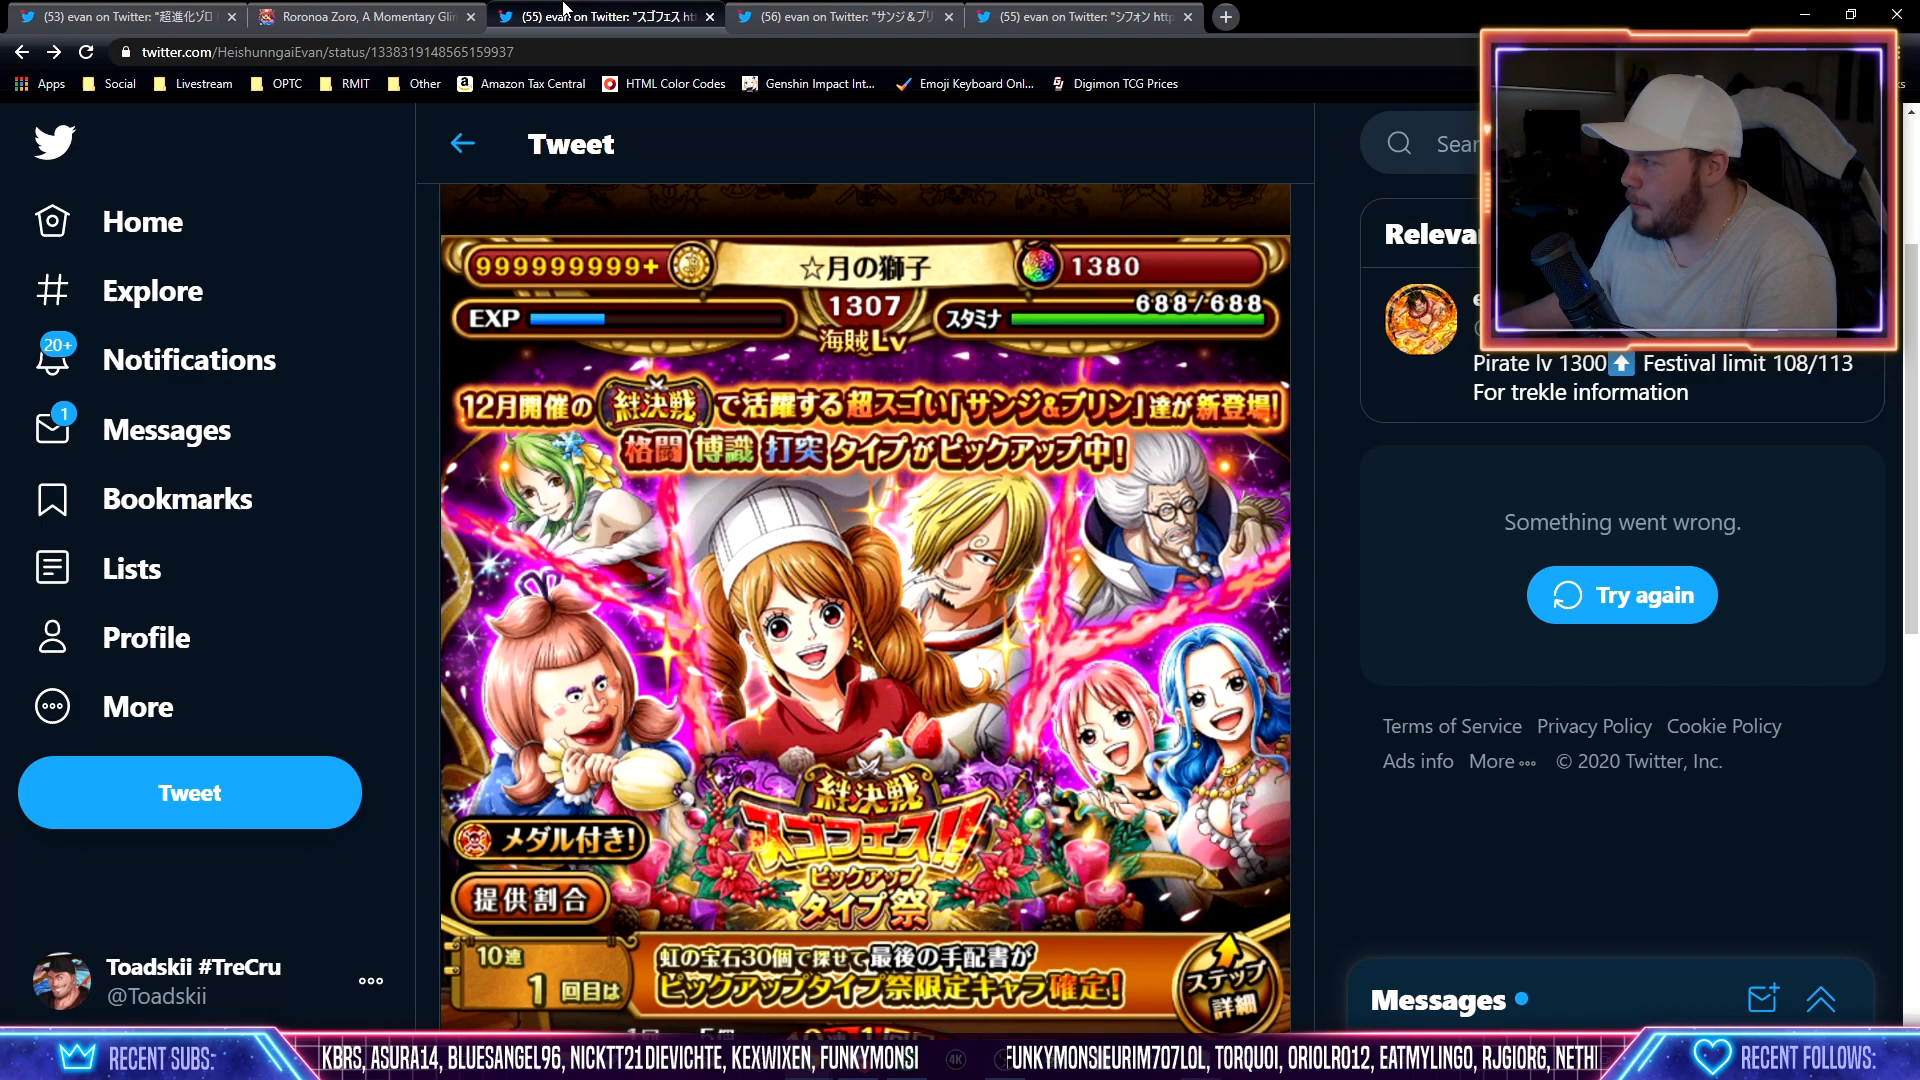 (53) evan on Twitter: "超進化ゾロ
Roronoa Zoro, A Momentary Glin
(55) evan on Twitter: "スゴフェス htt
(56) evan on Twitter: "サンジ＆プリ
(55) evan on Twitter: "シフォン http
twitter.com/HeishunngaiEvan/status/1338319148565159937
Apps
Social
Livestream
OPTC
RMIT
Other
Amazon Tax Central
HTML Color Codes
Genshin Impact Int...
Emoji Keyboard Onl...
Digimon TCG Prices
Home
Explore
20+
Notifications
1
Messages
Bookmarks
Lists
Profile
More
Tweet
Toadskii #TreCru
@Toadskii
Tweet
999999999+
☆月の獅子
1380
EXP
1307
海賊Lv
スタミナ
688/688
12月開催の絆決戦で活躍する超スゴい「サンジ&プリン」達が新登場!
格闘 博識 打突 タイプがピックアップ中!
絆決戦
スゴフェス!!
ピックアップ
タイプ祭
メダル付き!
提供割合
10連
1回目は
虹の宝石30個で探せて最後の手配書が
ピックアップタイプ祭限定キャラ確定!
ステップ
詳細
Sear
Releva
Pirate lv 1300⬆ Festival limit 108/113
For trekle information
Something went wrong.
Try again
Terms of Service Privacy Policy Cookie Policy
Ads info More ••• © 2020 Twitter, Inc.
Messages
RECENT SUBS:
KBRS, ASURA14, BLUESANGEL96, NICKTT21DIEVICHTE, KEXWIXEN, FUNKYMONSI
4K
FUNKYMONSIEURIM707LOL, TORQUOI, ORIOLR012, EATMYLINGO, RJGIORG, NETHI
RECENT FOLLOWS: